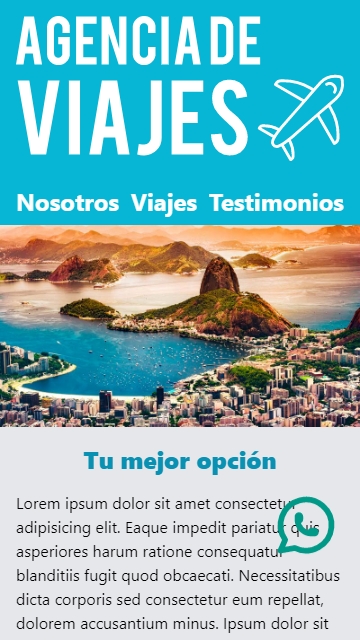 AGENCIA DE
VIAJES
Nosotros Viajes Testimonios
Tu mejor opción
Lorem ipsum dolor sit amet consectetur
adipisicing elit. Eaque impedit pariatur quis
asperiores harum ratione consequatur
blanditiis fugit quod obcaecati. Necessitatibus
dicta corporis sed consectetur eum repellat,
dolorem accusantium minus. Ipsum dolor sit